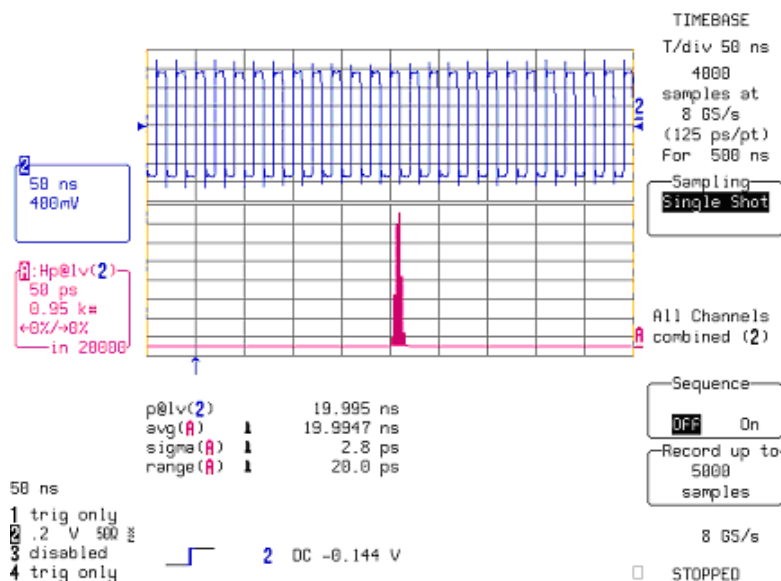 TIMEBASE
T/div 50 ns
4000
samples at
8 GS/s
(125 ps/pt)
For 500 ns
Sampling
Single Shot
2
2
50 ns
400mV
A:Hp@lv(2)
50 ps
0.95 k#
←0%/→0%
in 20000
A
All Channels
combined (2)
↑
p@lv(2) 19.995 ns
avg(A) 19.9947 ns
sigma(A) 2.8 ps
range(A) 20.0 ps
Sequence
OFF On
Record up to
5000
samples
50 ns
1 trig only
2 .2 V 50Ω
3 disabled
4 trig only
2 DC -0.144 V
8 GS/s
STOPPED